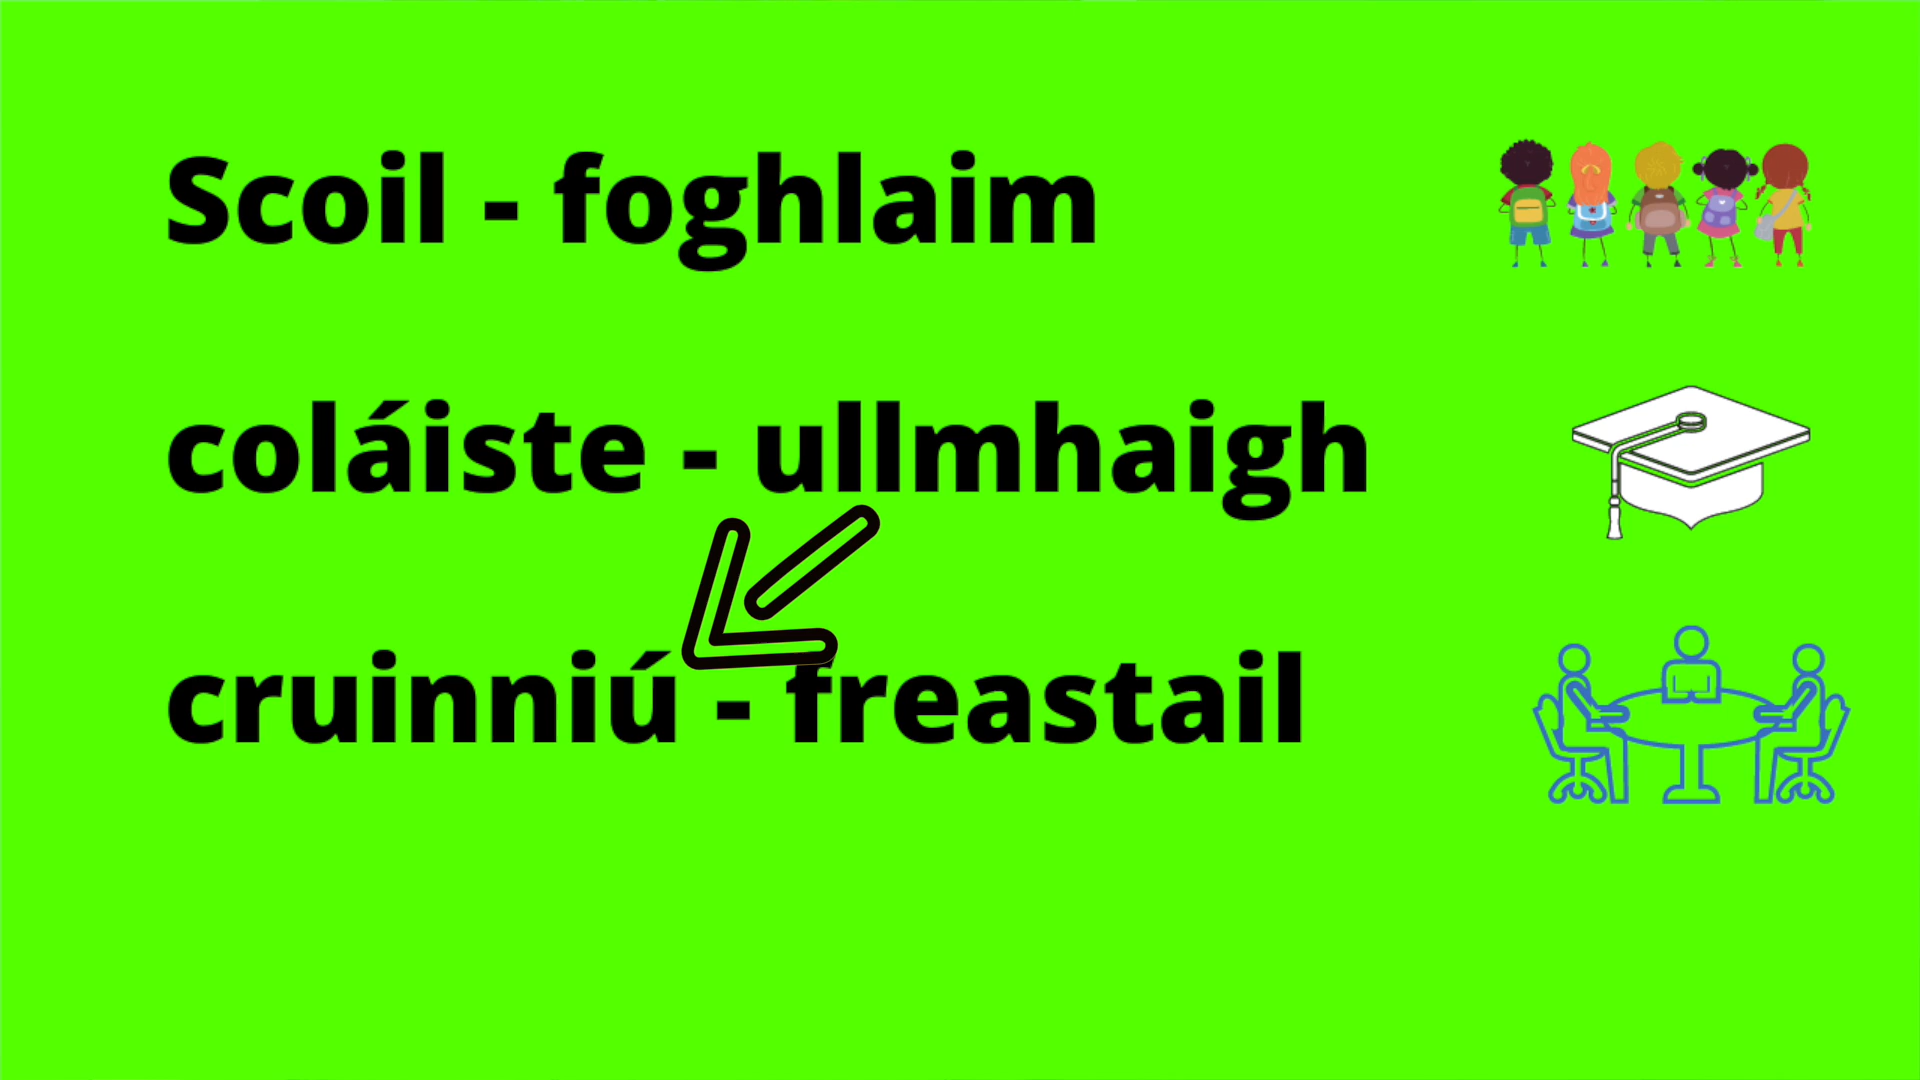 Scoil - foghlaim
coláiste - ullmhaigh
cruinniú - freastail